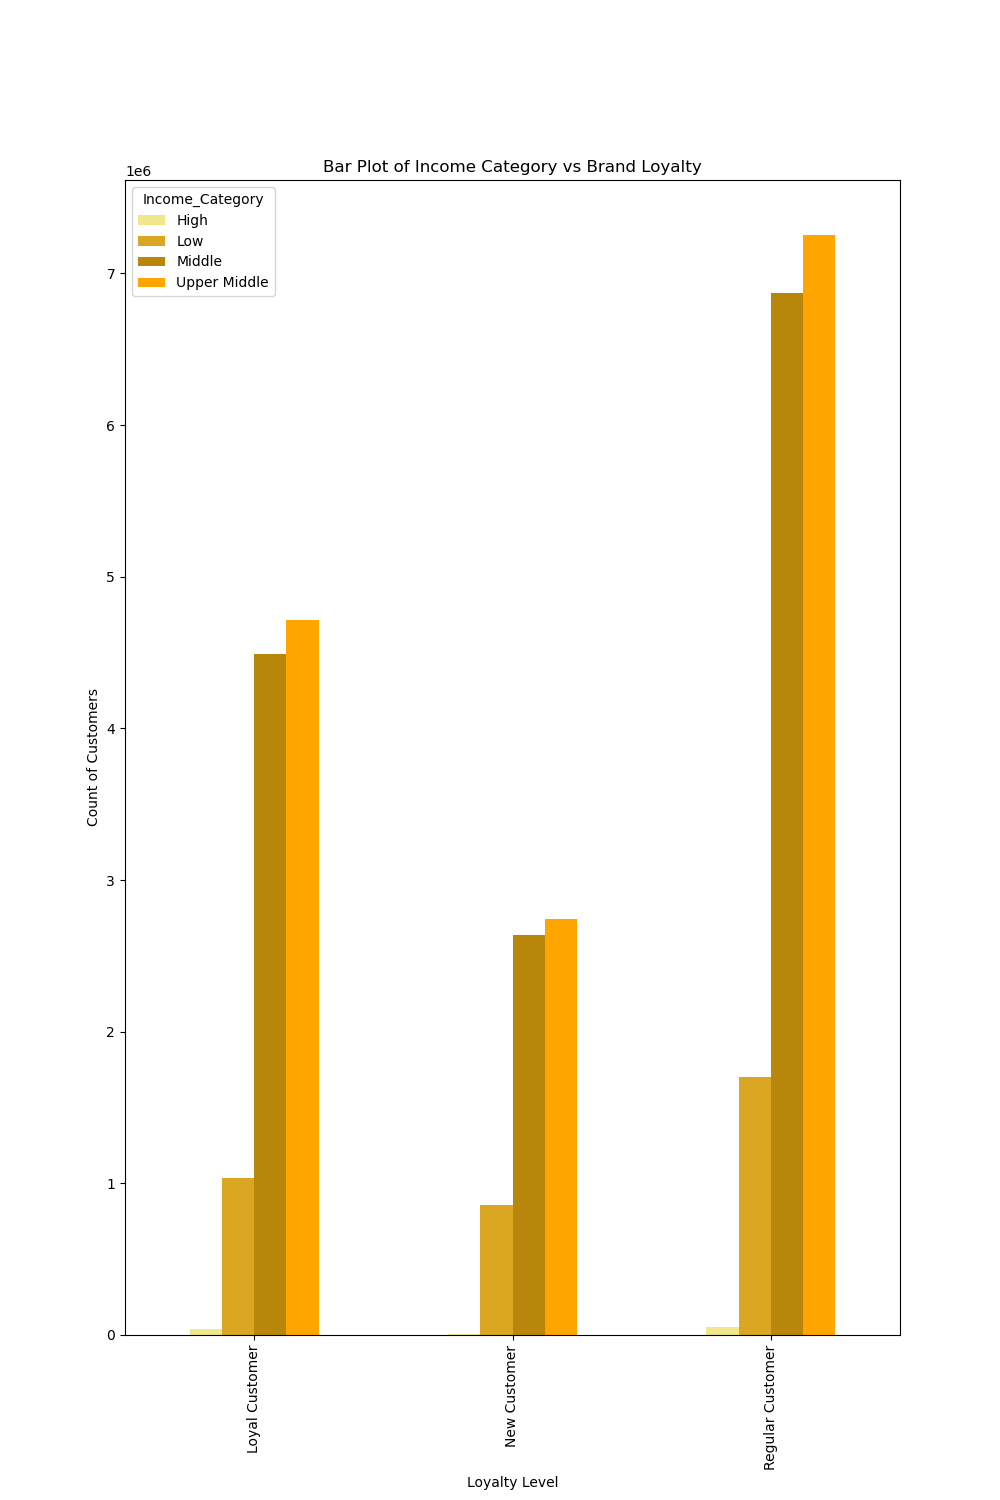 Bar Plot of Income Category vs Brand Loyalty
1e6
Income_Category
High
Low
Middle
Upper Middle
7
6
5
4
3
2
1
0
Count of Customers
Loyal Customer
New Customer
Regular Customer
Loyalty Level